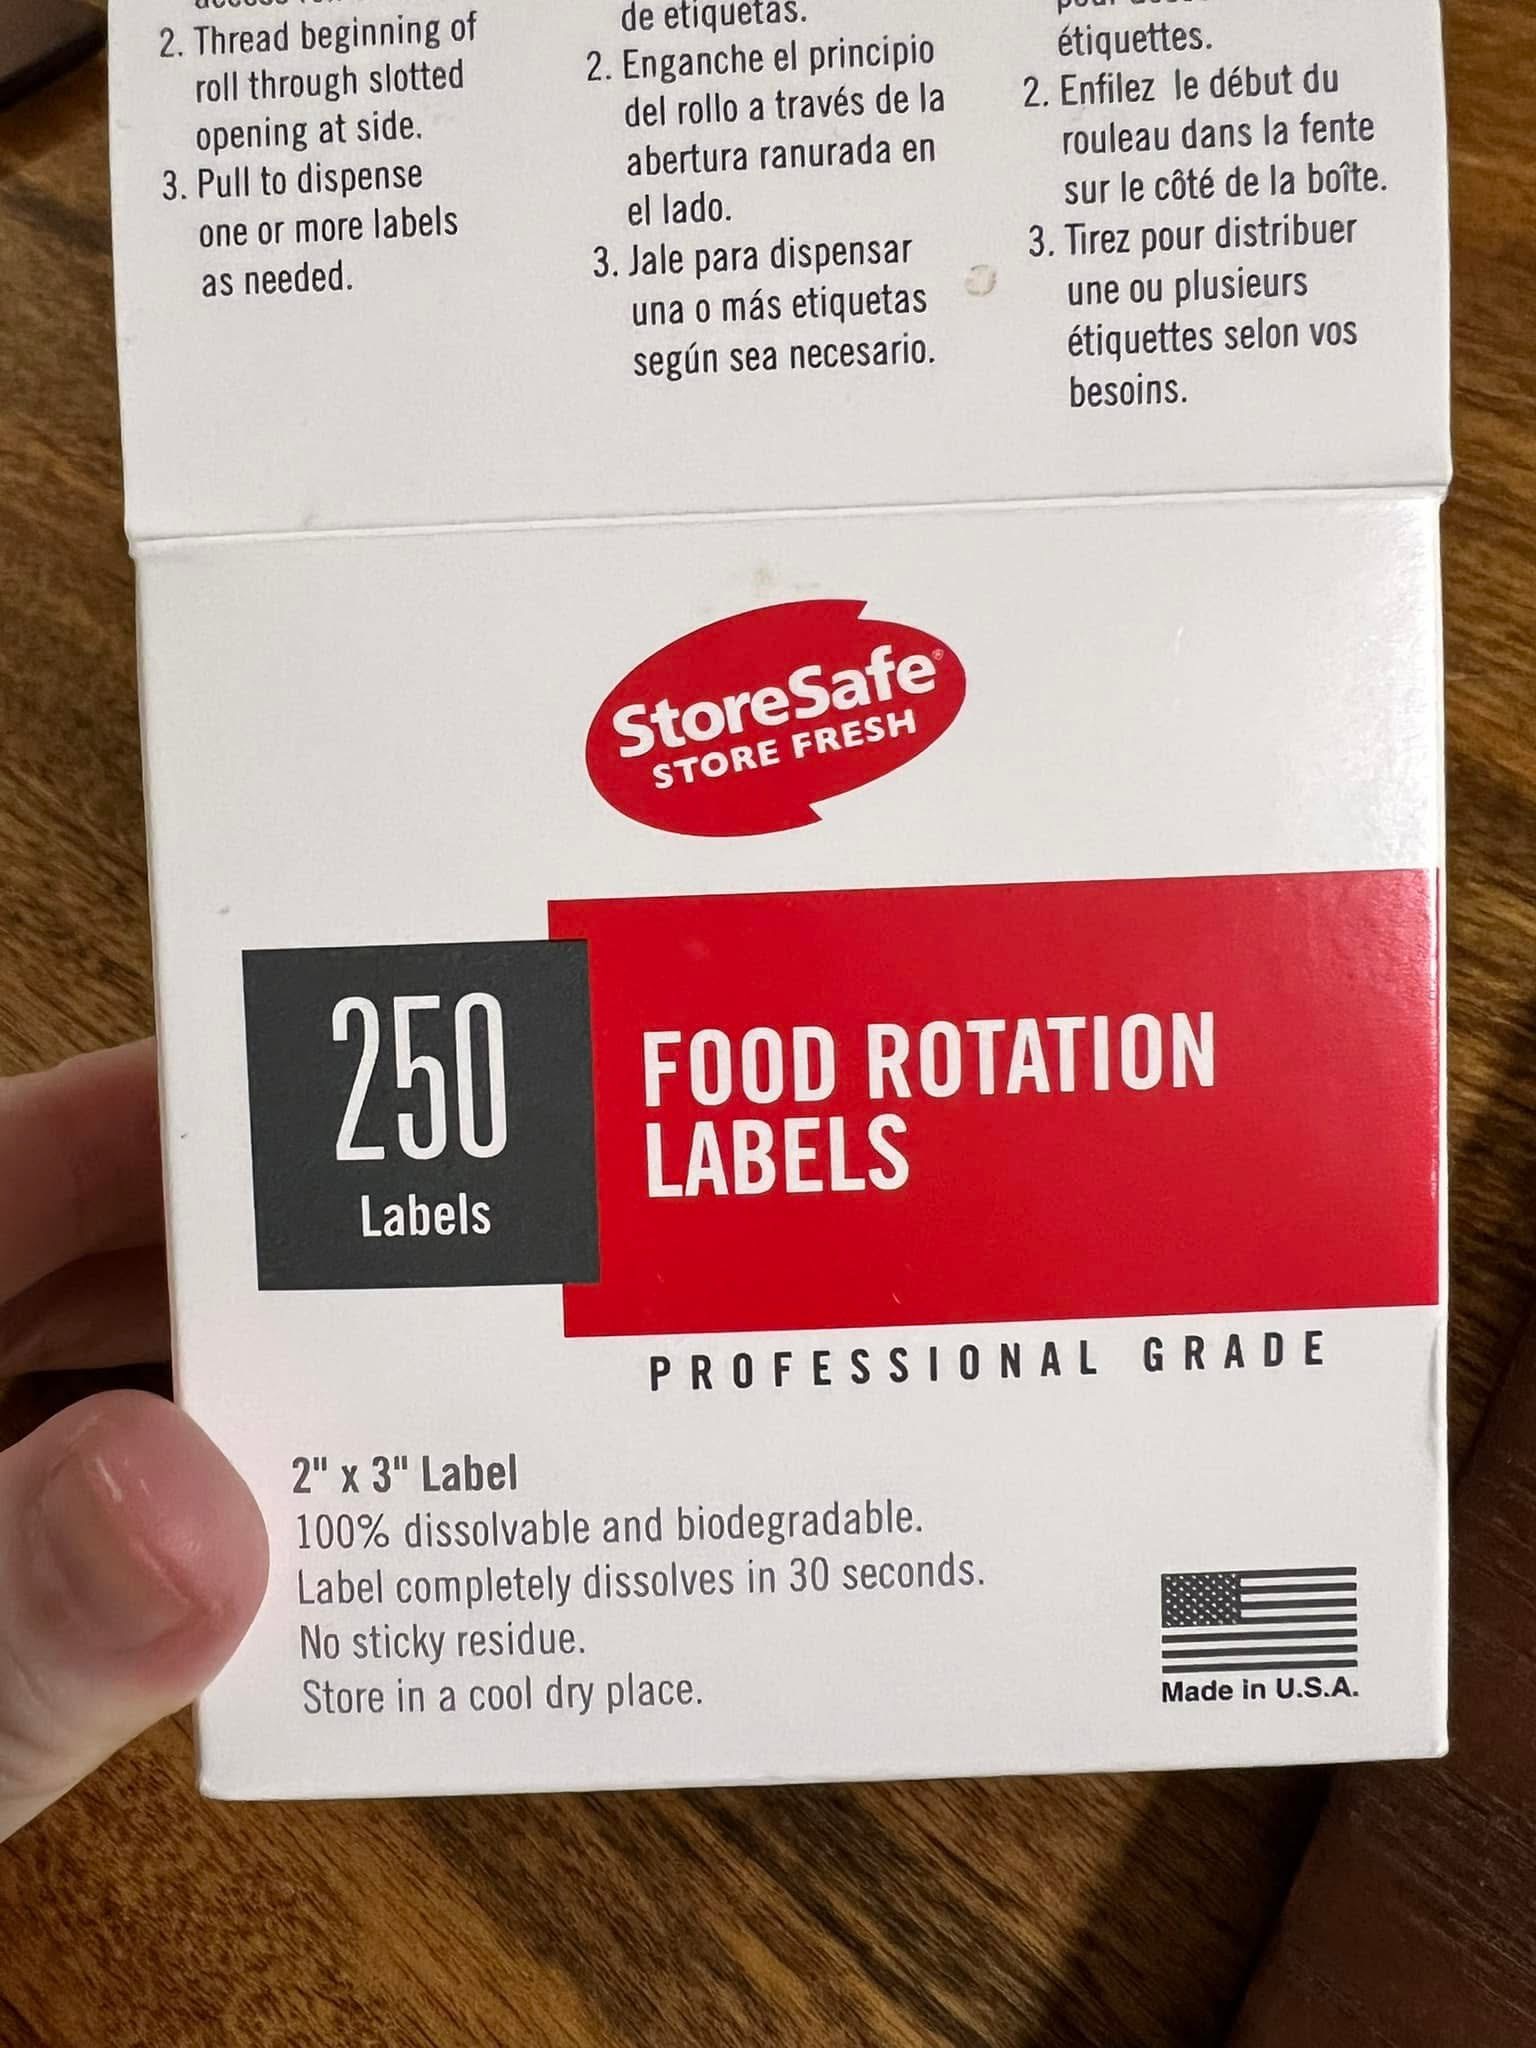 2. Thread beginning of
roll through slotted
opening at side.
3. Pull to dispense
one or more labels
as needed.
de etiquetas.
2. Enganche el principio
del rollo a través de la
abertura ranurada en
el lado.
3. Jale para dispensar
una o más etiquetas
según sea necesario.
étiquettes.
2. Enfilez le début du
rouleau dans la fente
sur le côté de la boîte.
3. Tirez pour distribuer
une ou plusieurs
étiquettes selon vos
besoins.
StoreSafe®
STORE FRESH
250
Labels
FOOD ROTATION
LABELS
PROFESSIONAL GRADE
2" x 3" Label
100% dissolvable and biodegradable.
Label completely dissolves in 30 seconds.
No sticky residue.
Store in a cool dry place.
Made in U.S.A.